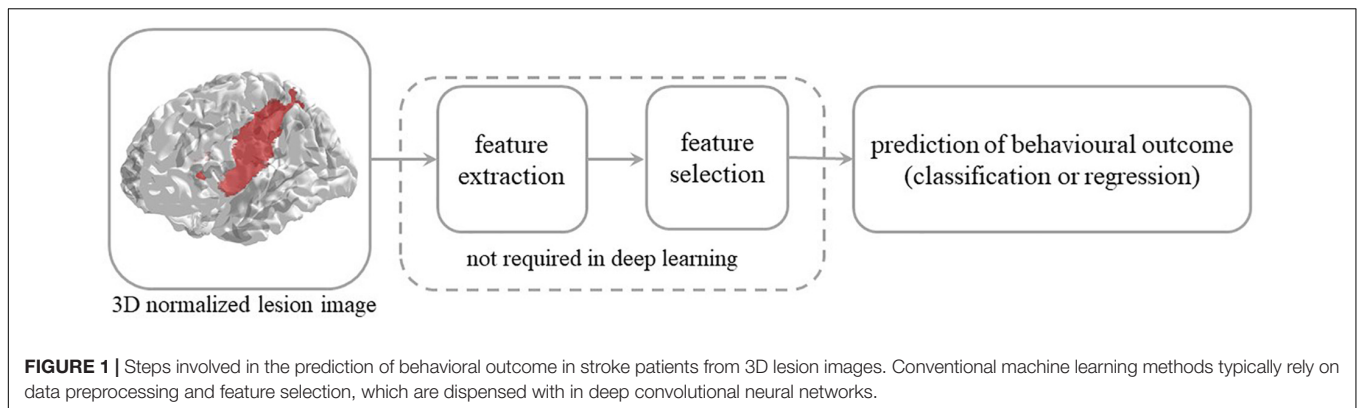 feature
extraction
feature
selection
prediction of behavioural outcome
(classification or regression)
not required in deep learning
3D normalized lesion image
FIGURE 1 | Steps involved in the prediction of behavioral outcome in stroke patients from 3D lesion images. Conventional machine learning methods typically rely on
data preprocessing and feature selection, which are dispensed with in deep convolutional neural networks.